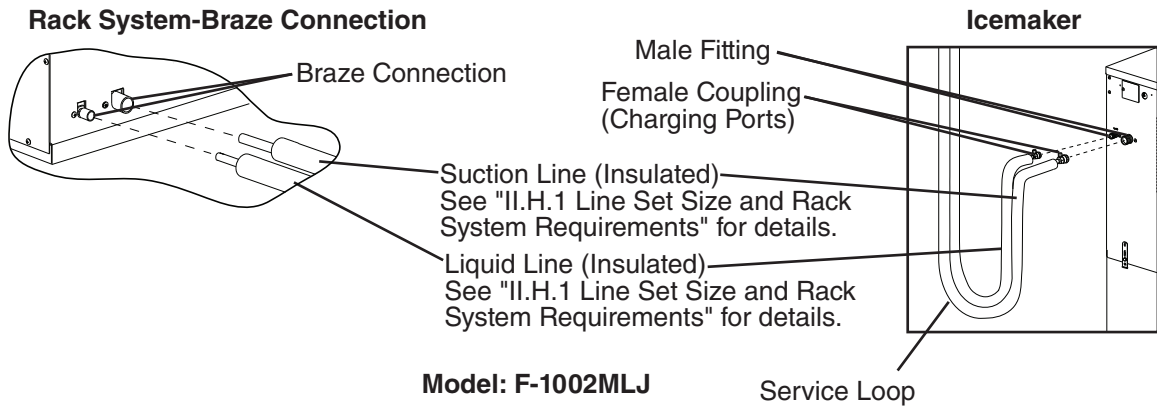 Rack System-Braze Connection
Icemaker
Braze Connection
Male Fitting
Female Coupling
(Charging Ports)
Suction Line (Insulated)
See "II.H.1 Line Set Size and Rack
System Requirements" for details.
Liquid Line (Insulated)
See "II.H.1 Line Set Size and Rack
System Requirements" for details.
Model: F-1002MLJ
Service Loop